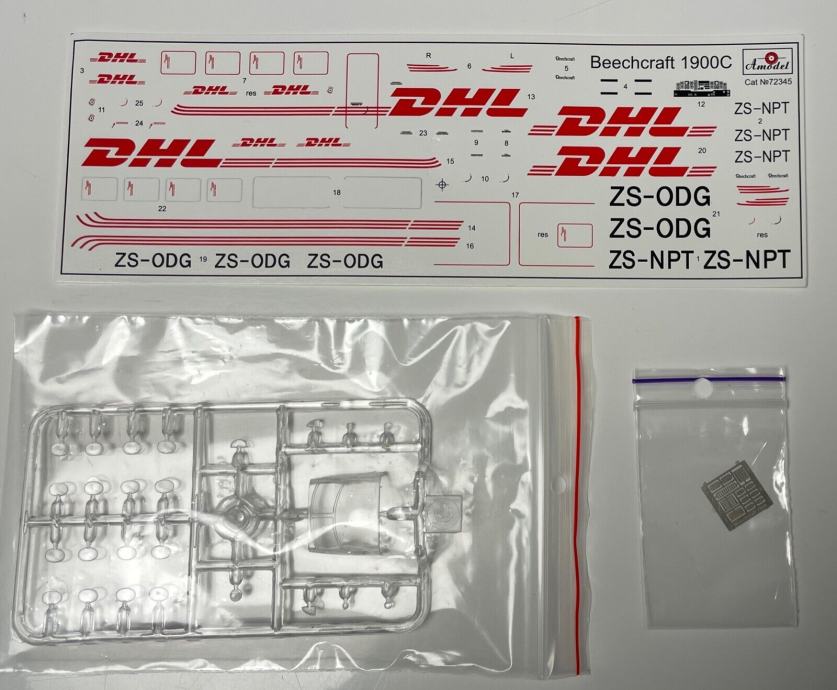 DHL
3
DHL
7
R L
6
Beechcraft
5
Beechcraft
Beechcraft 1900C
Amodel
Cat №72345
4
12
11
25
24
DHL res DHL
DHL
13
DHL
20
DHL
ZS-NPT
2
ZS-NPT
ZS-NPT
DHL
DHL DHL
15
23
9 8
10
22
18
17
ZS-ODG
21
ZS-ODG
Beechcraft Beechcraft
res
res
14
16
ZS-ODG 19 ZS-ODG ZS-ODG
ZS-NPT 1 ZS-NPT